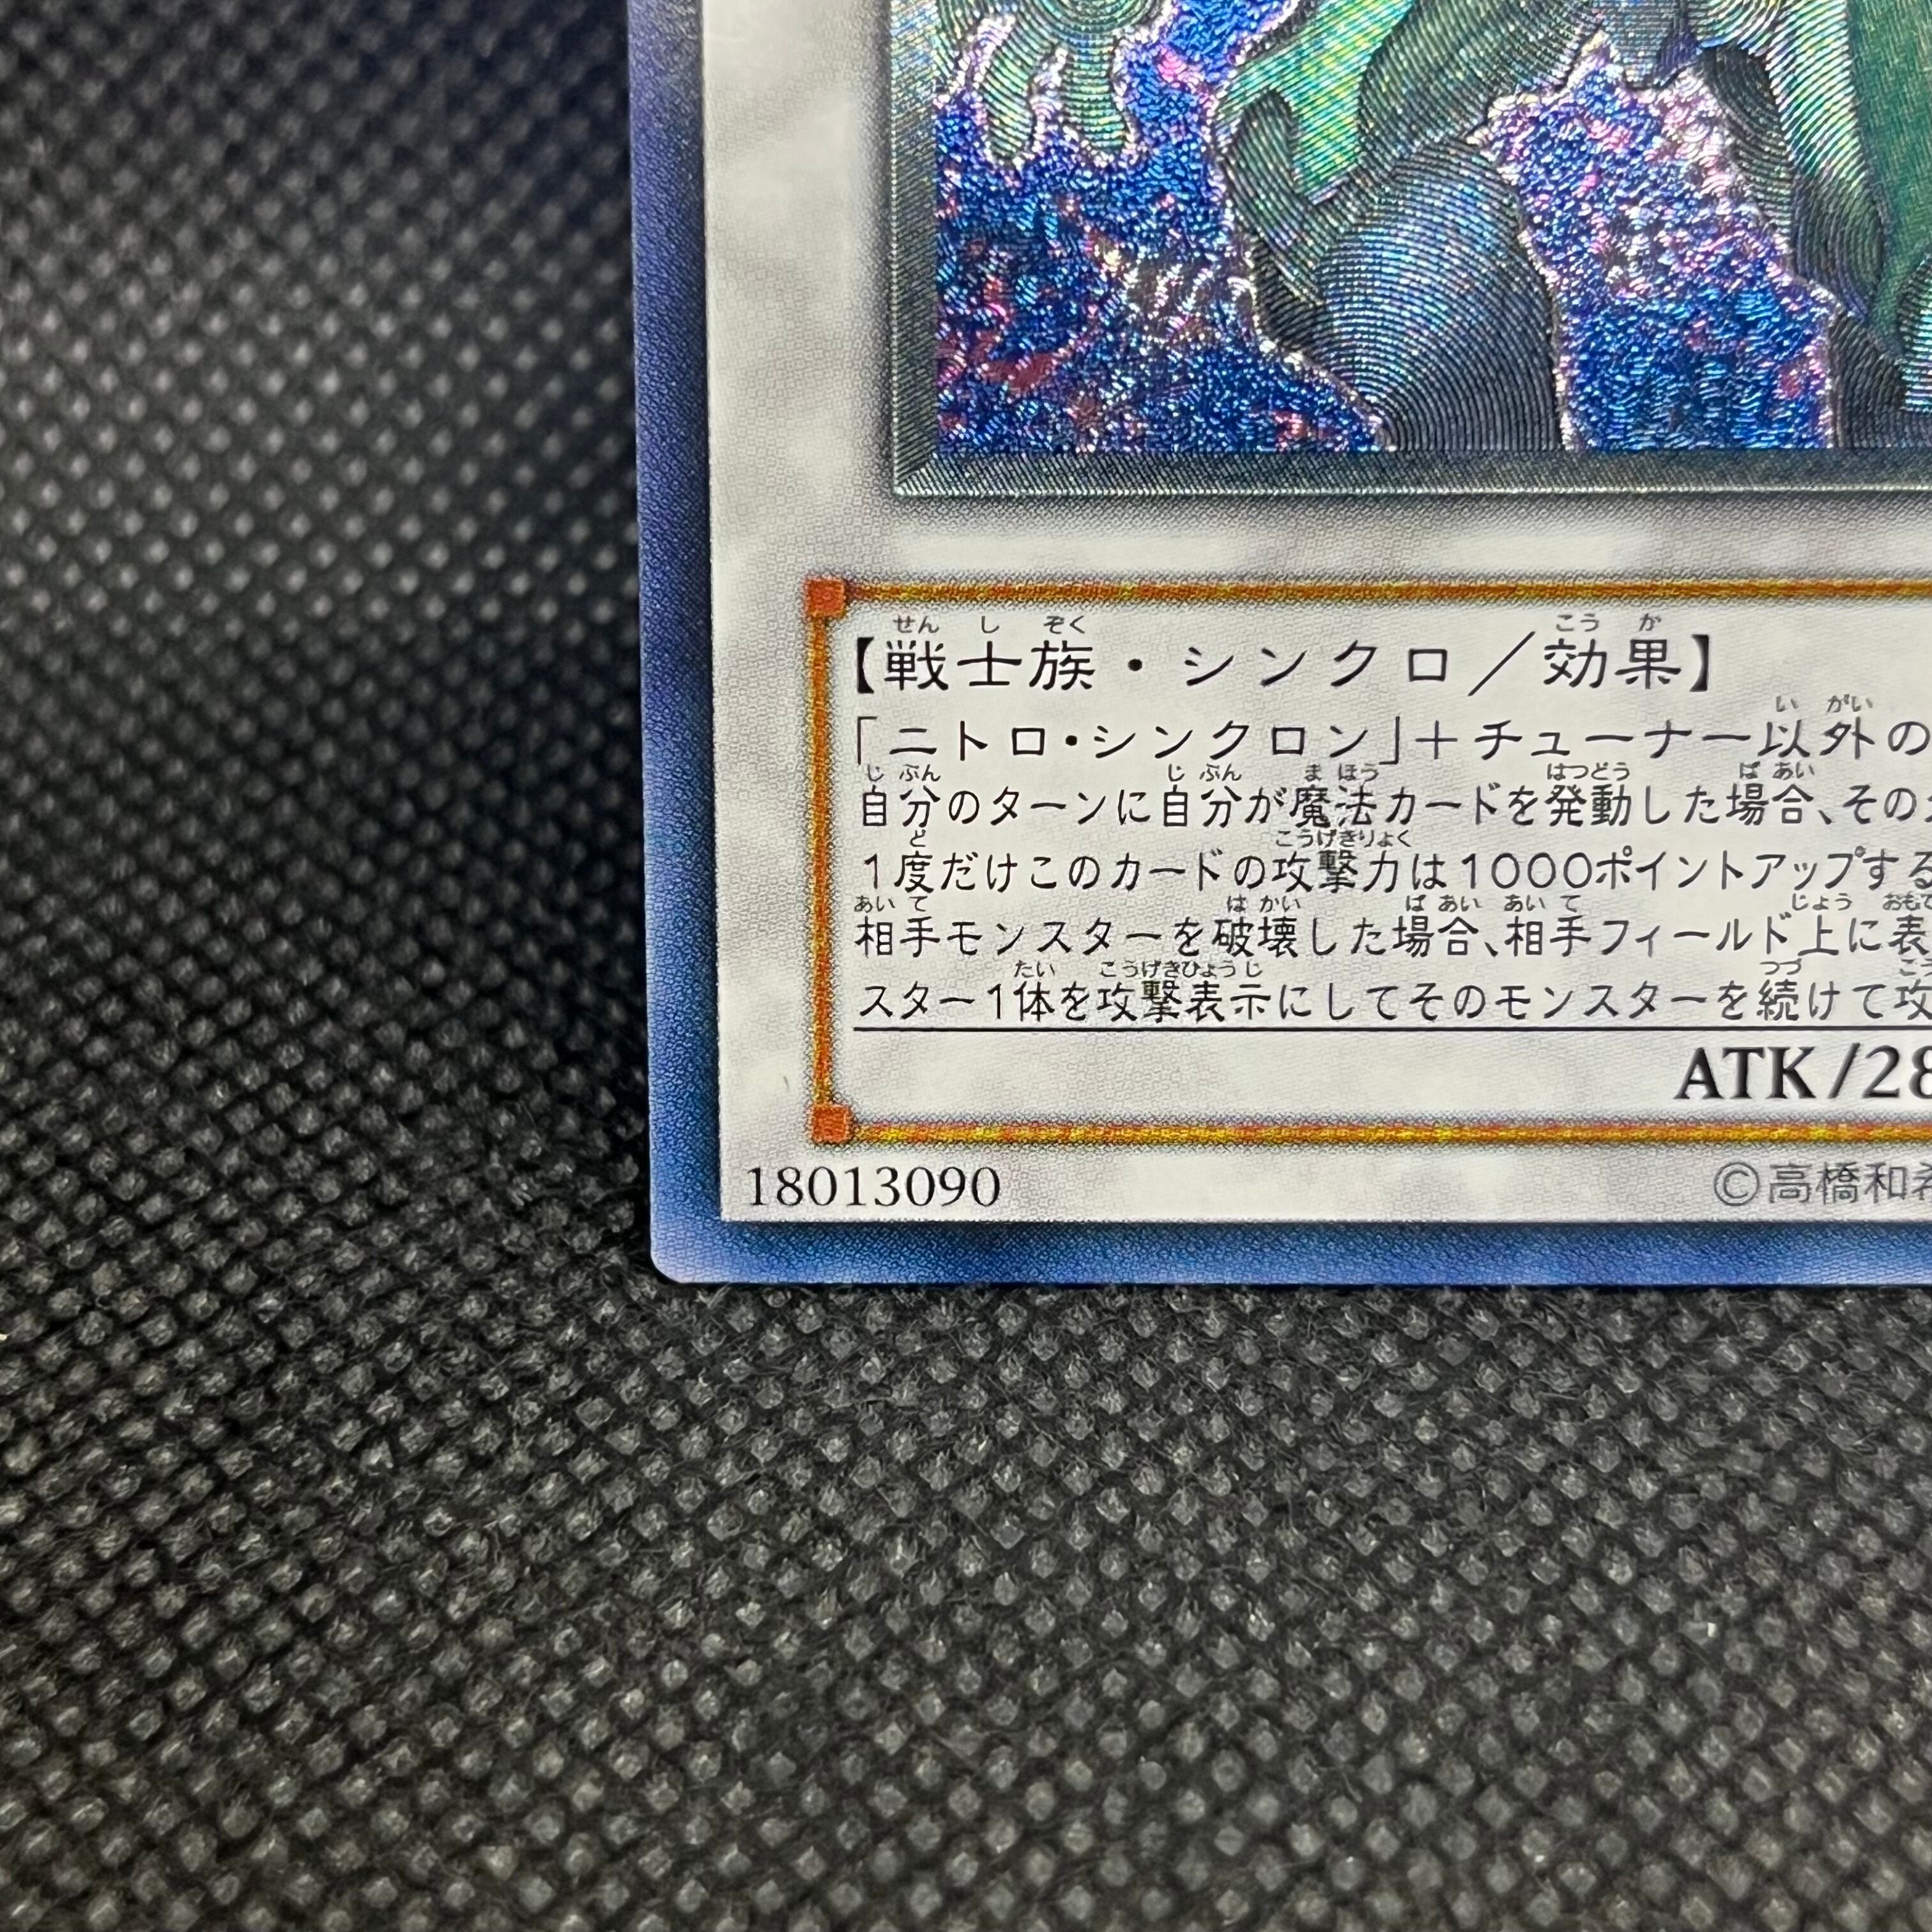 【戦士族・シンクロ／効果】
「ニトロ・シンクロン」＋チューナー以外の
自分のターンに自分が魔法カードを発動した場合、その
1度だけこのカードの攻撃力は1000ポイントアップする
相手モンスターを破壊した場合、相手フィールド上に表
スター1体を攻撃表示にしてそのモンスターを続けて攻
ATK/28
18013090
©高橋和希